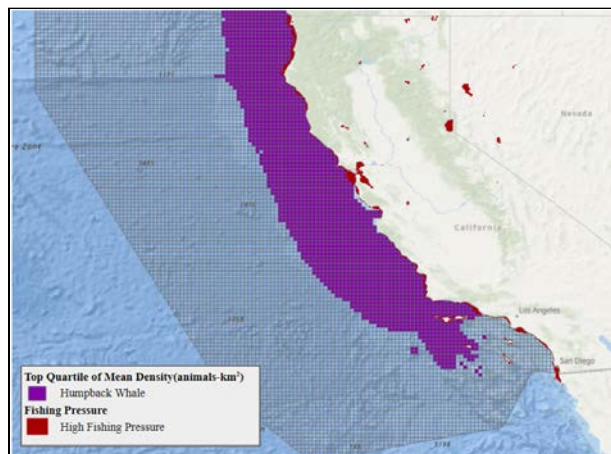 Nevada
California
Los Angeles
San Diego
Top Quartile of Mean Density(animals-km²)
Humpback Whale
Fishing Pressure
High Fishing Pressure